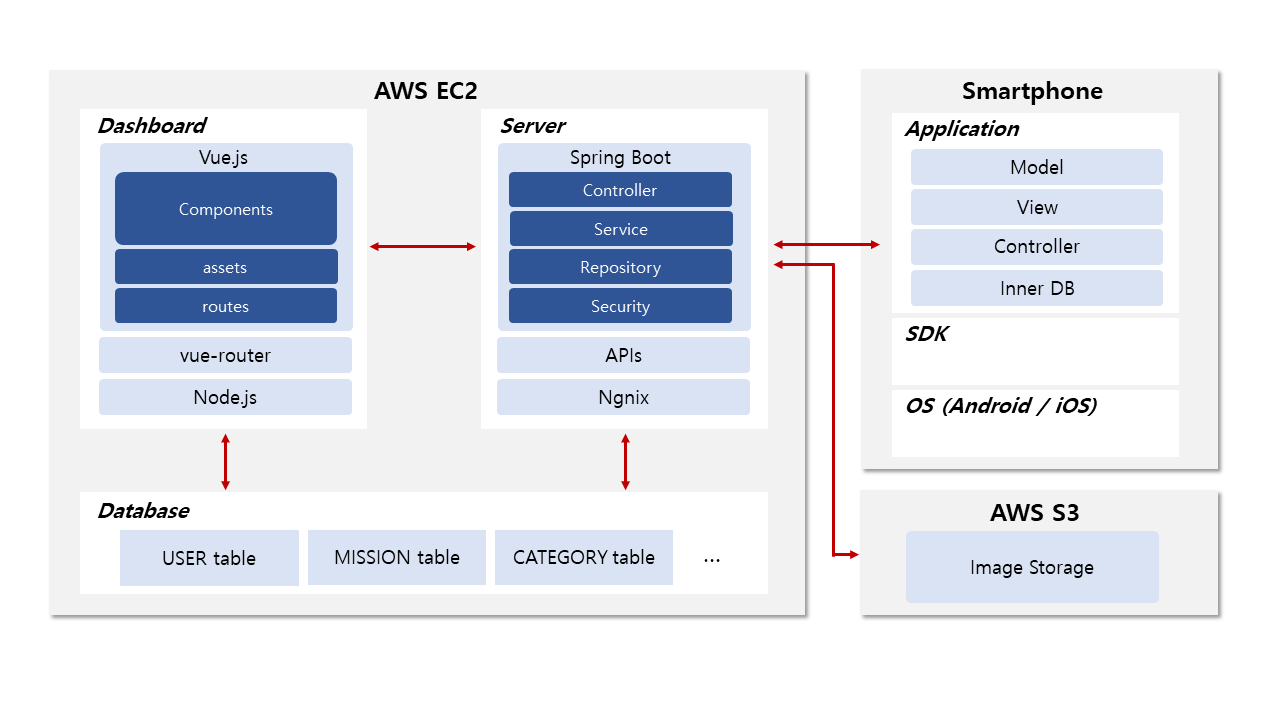 AWS EC2
Dashboard
Vue.js
Components
assets
routes
vue-router
Node.js
Server
Spring Boot
Controller
Service
Repository
Security
APIs
Ngnix
Database
USER table
MISSION table
CATEGORY table
...
Smartphone
Application
Model
View
Controller
Inner DB
SDK
OS (Android / iOS)
AWS S3
Image Storage